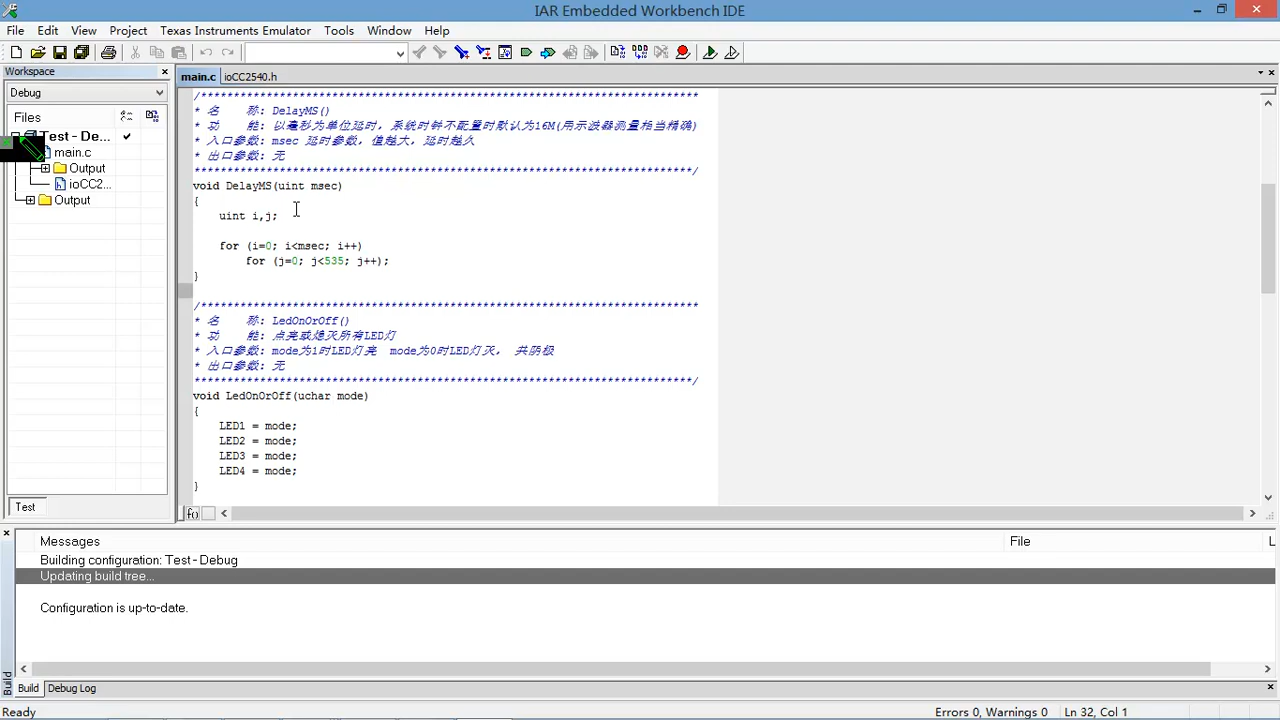 IAR Embedded Workbench IDE
File Edit View Project Texas Instruments Emulator Tools Window Help
Workspace
Debug
Files
Test - De...
main.c
Output
ioCC2...
Output
Test
main.c ioCC2540.h
/****************************************************************************
* 名 称: DelayMS()
* 功 能: 以毫秒为单位延时，系统时钟不配置时默认为16M(用示波器测量相当精确)
* 入口参数: msec 延时参数，值越大，延时越久
* 出口参数: 无
****************************************************************************/
void DelayMS(uint msec)
{
uint i,j;
for (i=0; i<msec; i++)
for (j=0; j<535; j++);
}
/****************************************************************************
* 名 称: LedOnOrOff()
* 功 能: 点亮或熄灭所有LED灯
* 入口参数: mode为1时LED灯亮 mode为0时LED灯灭， 共阴极
* 出口参数: 无
****************************************************************************/
void LedOnOrOff(uchar mode)
{
LED1 = mode;
LED2 = mode;
LED3 = mode;
LED4 = mode;
}
Messages File L
Building configuration: Test - Debug
Updating build tree...
Configuration is up-to-date.
Build
Build Debug Log
Ready Errors 0, Warnings 0 Ln 32, Col 1